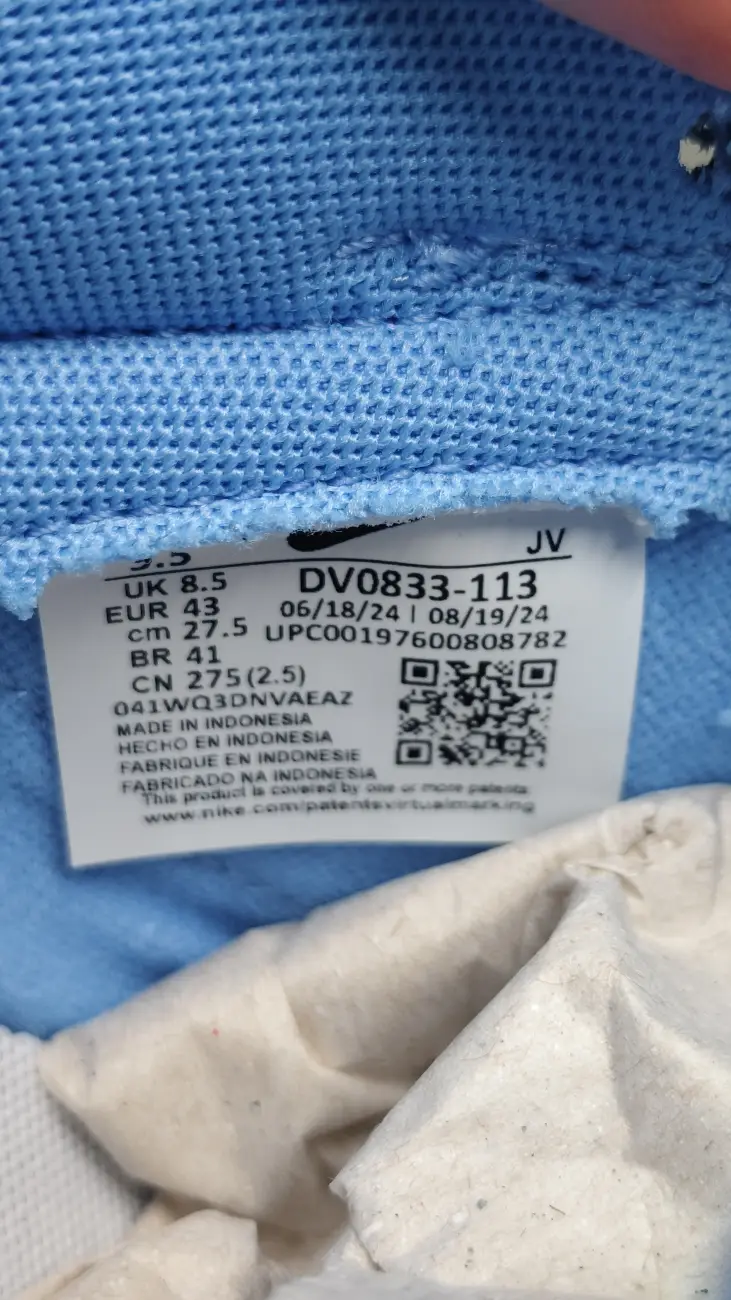 9.5
JV
UK 8.5
EUR 43
cm 27.5
BR 41
CN 275(2.5)
DV0833-113
06/18/24 | 08/19/24
UPC00197600808782
041WQ3DNVAEAZ
MADE IN INDONESIA
HECHO EN INDONESIA
FABRIQUE EN INDONESIE
FABRICADO NA INDONESIA
This product is covered by one or more patents
www.nike.com/patentsvirtualmarking